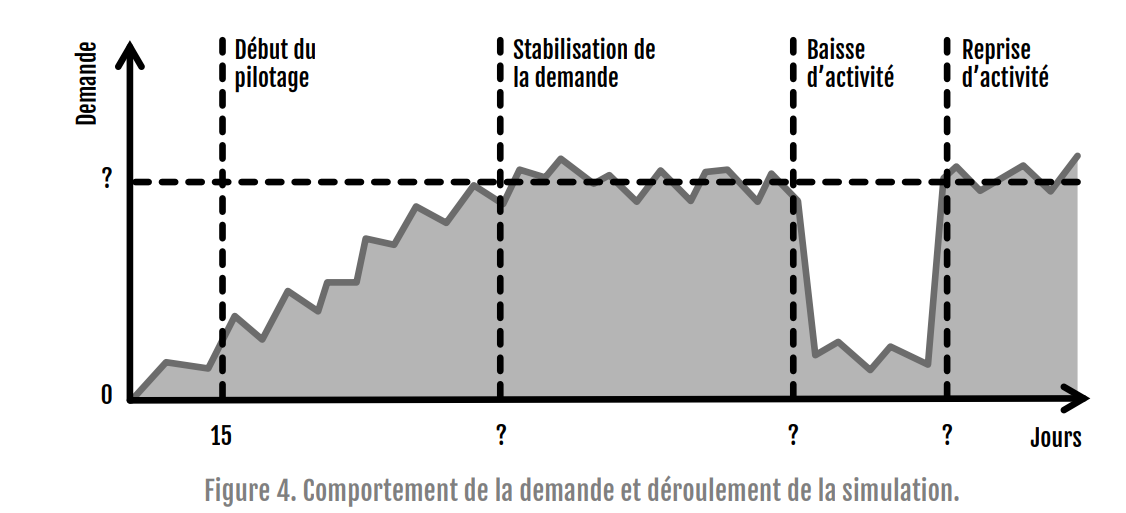 Demande
Début du
pilotage
Stabilisation de
la demande
Baisse
d'activité
Reprise
d'activité
?
0
15
?
?
?
Jours
Figure 4. Comportement de la demande et déroulement de la simulation.